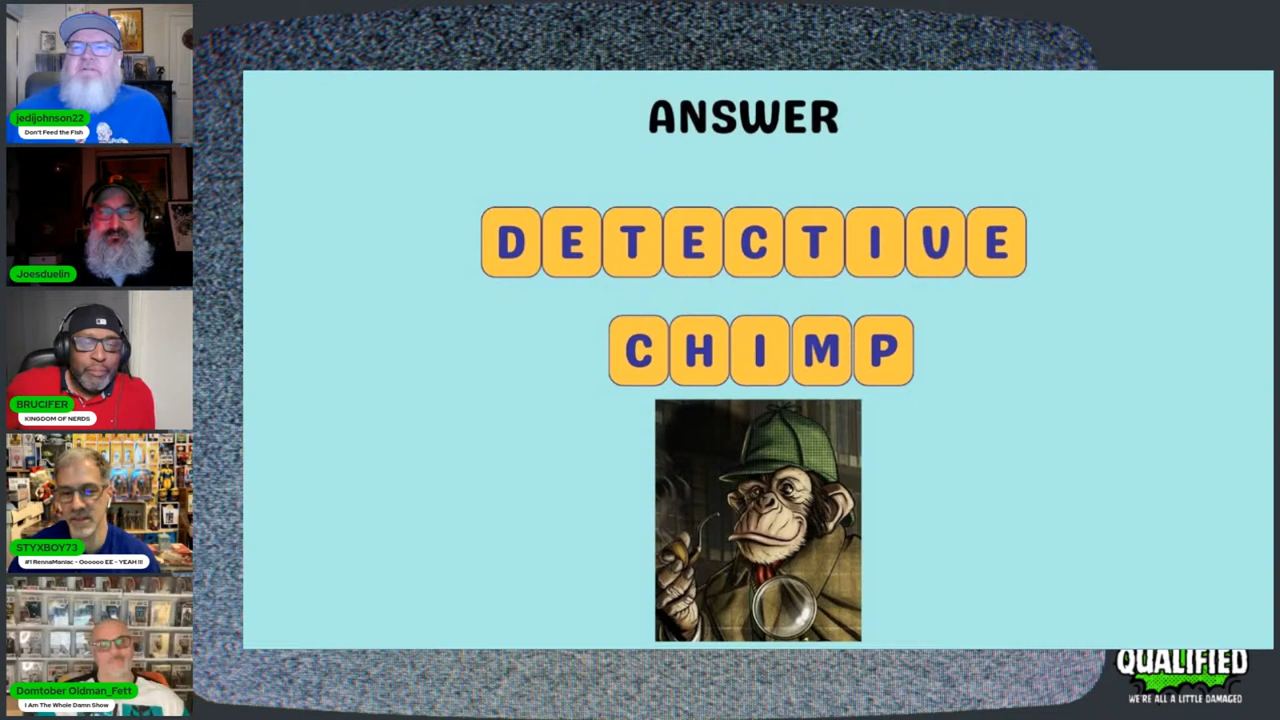 jedijohnson22
Don't Feed the Fish
Joesduelin
BRUCIFER
KINGDOM OF NERDS
STYXBOY73
#1 RennaManiac - Oooooo EE - YEAH !!!
Domtober Oldman_Fett
I Am The Whole Damn Show
ANSWER
DETECTIVE
CHIMP
QUALIFIED
WE'RE ALL A LITTLE DAMAGED